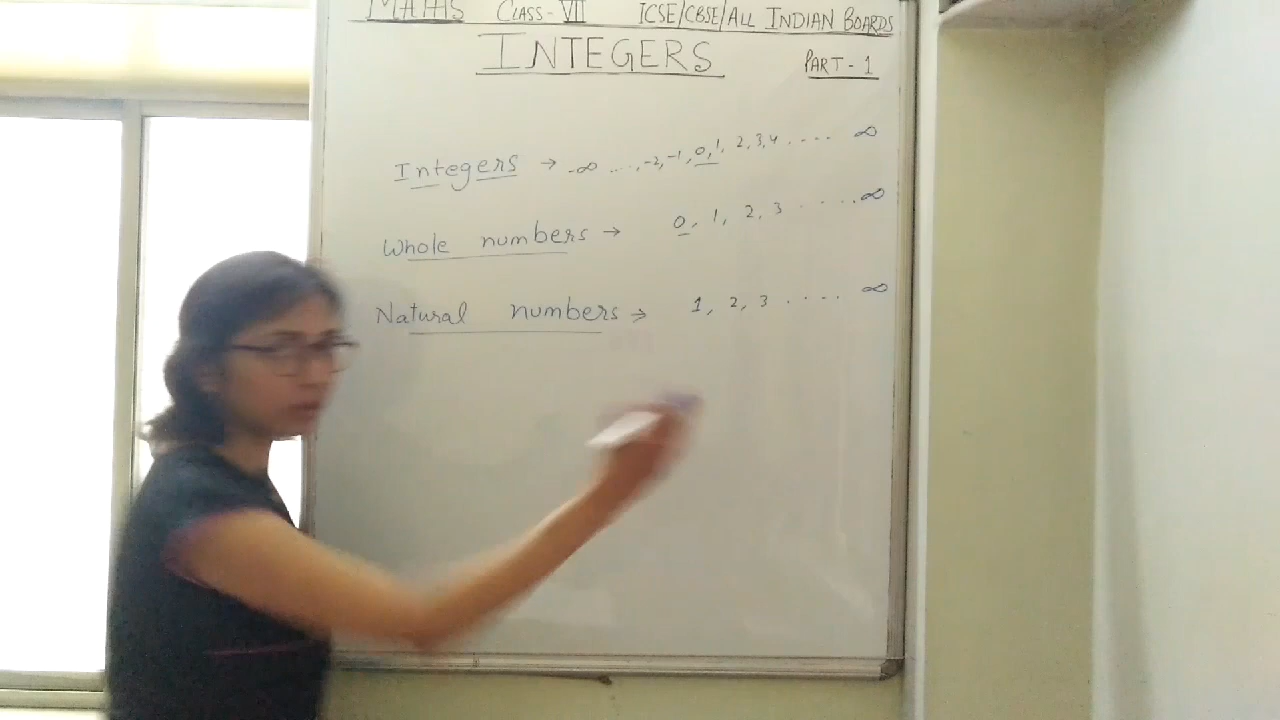 MATHS CLASS-VII ICSE/CBSE/ALL INDIAN BOARDS
INTEGERS
PART-1
Integers → -∞ ...., -2, -1, 0, 1, 2, 3, 4 ..... ∞
Whole numbers → 0, 1, 2, 3 ..... ∞
Natural numbers → 1, 2, 3 .... ∞